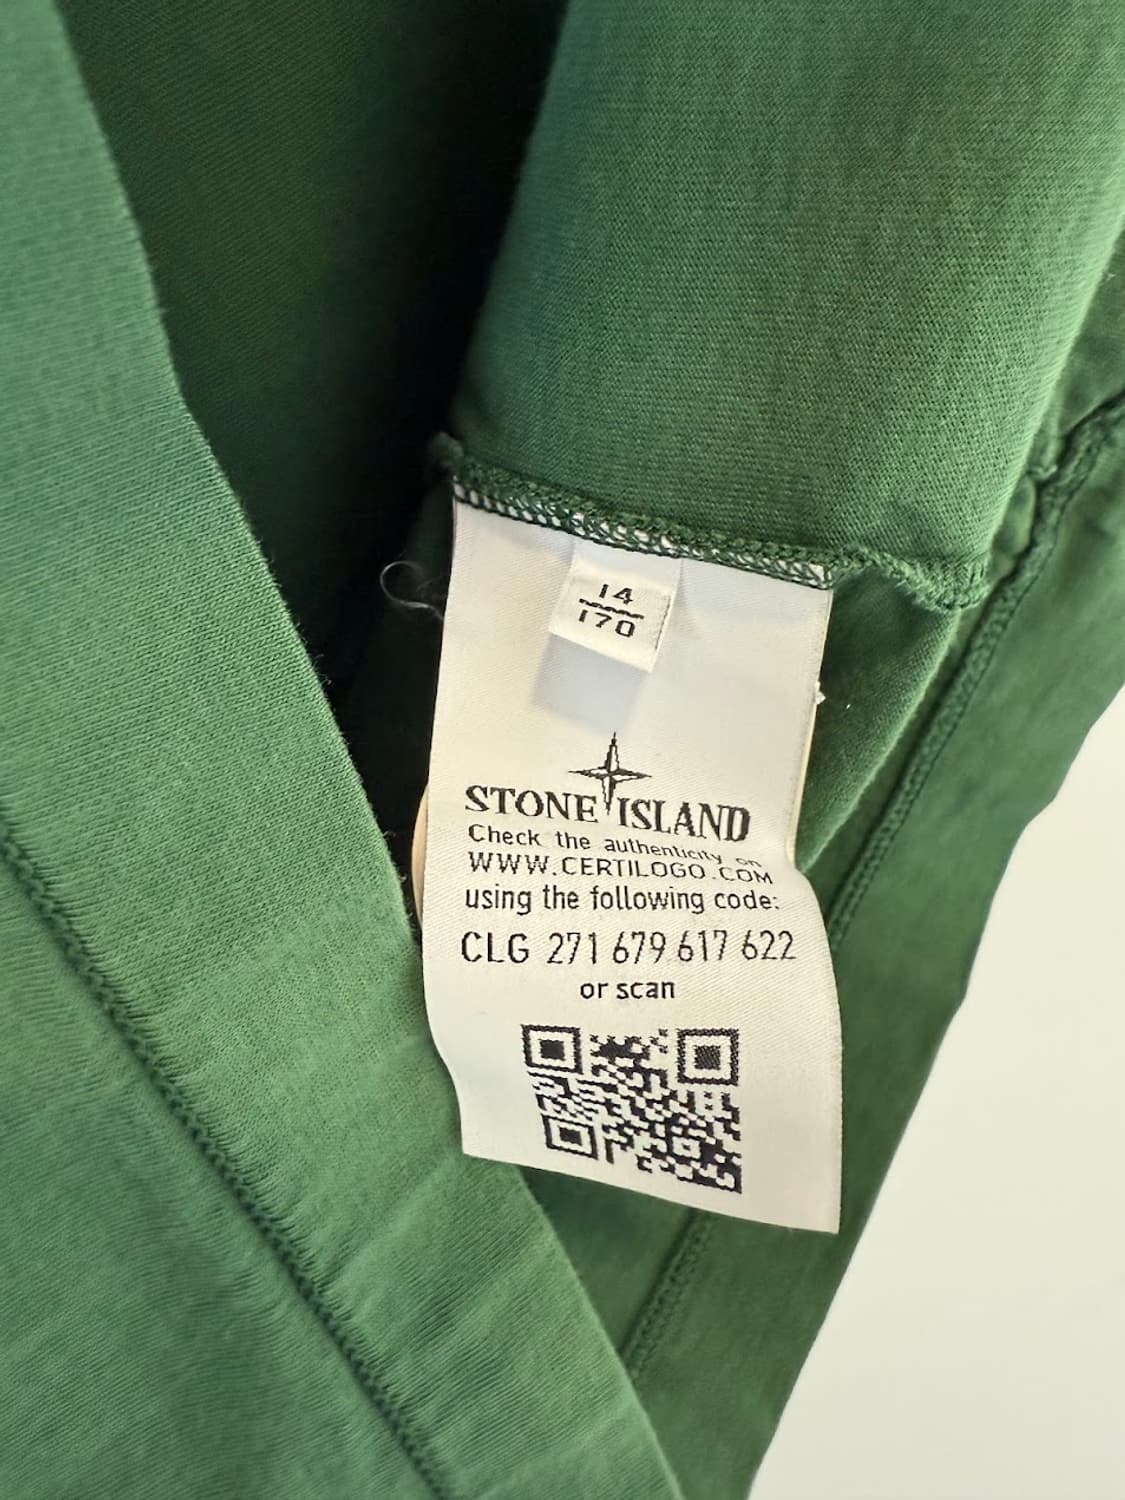 14
170
STONE ISLAND
Check the authenticity on
WWW.CERTILOGO.COM
using the following code:
CLG 271 679 617 622
or scan